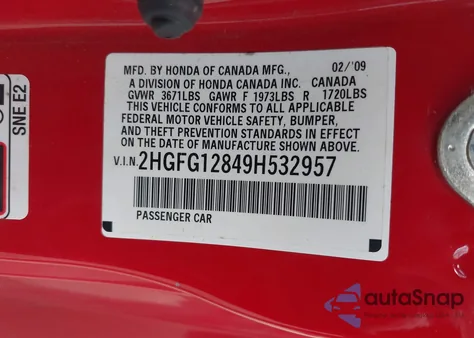 MFD. BY HONDA OF CANADA MFG., 02/'09
A DIVISION OF HONDA CANADA INC. CANADA
GVWR 3671LBS GAWR F 1973LBS R 1720LBS
THIS VEHICLE CONFORMS TO ALL APPLICABLE
FEDERAL MOTOR VEHICLE SAFETY, BUMPER,
AND THEFT PREVENTION STANDARDS IN EFFECT
ON THE DATE OF MANUFACTURE SHOWN ABOVE.
V.I.N. 2HGFG12849H532957
PASSENGER CAR
SNE E2
autoSnap